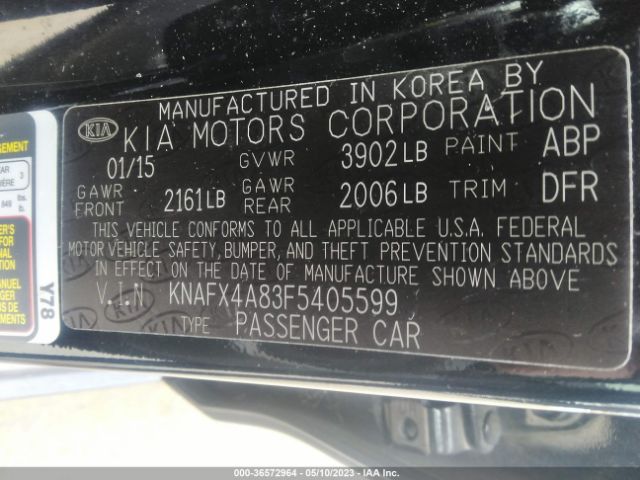 MANUFACTURED IN KOREA BY
KIA KIA MOTORS CORPORATION
01/15 GVWR 3902 LB PAINT ABP
GAWR FRONT 2161 LB GAWR REAR 2006 LB TRIM DFR
THIS VEHICLE CONFORMS TO ALL APPLICABLE U.S.A. FEDERAL
MOTOR VEHICLE SAFETY, BUMPER, AND THEFT PREVENTION STANDARDS
IN EFFECT ON THE DATE OF MANUFACTURE SHOWN ABOVE
V.I.N KNAFX4A83F5405599
TYPE PASSENGER CAR
3
849 lbs.
Y78
000-36572964 - 05/10/2023 - IAA Inc.